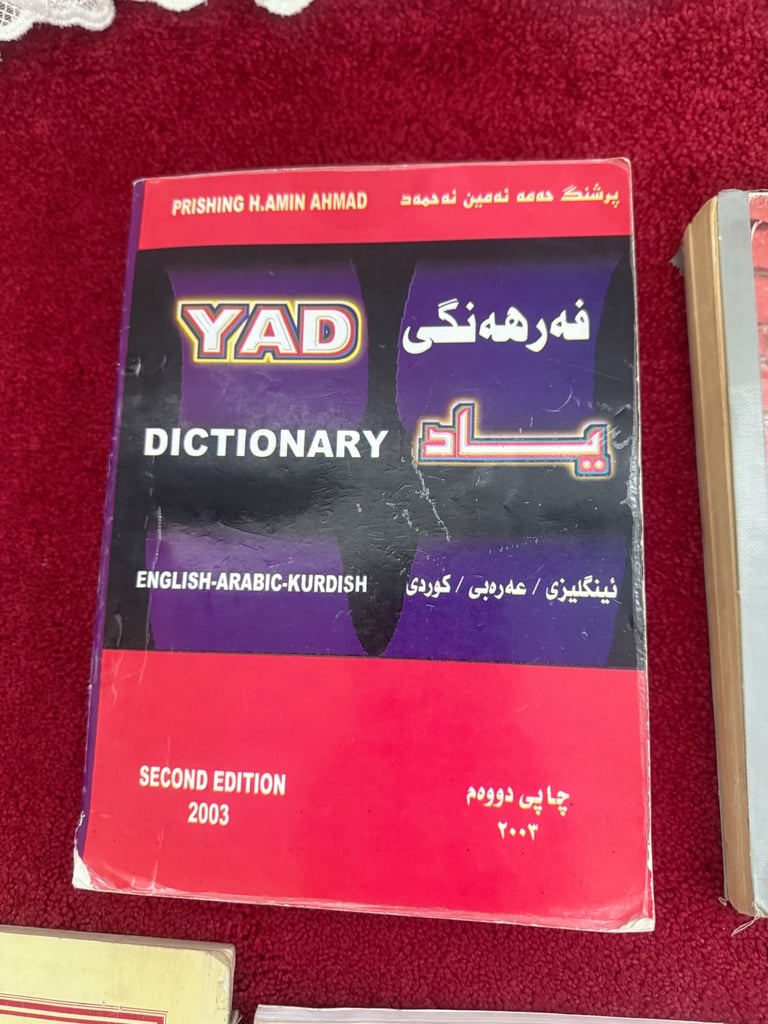 PRISHING H.AMIN AHMAD
پرشنگ حەمە ئەمین ئەحمەد
YAD
فەرهەنگی
DICTIONARY
یـــاد
ENGLISH-ARABIC-KURDISH
ئینگلیزی / عەرەبی / کوردی
SECOND EDITION
چاپی دووەم
2003
٢٠٠٣